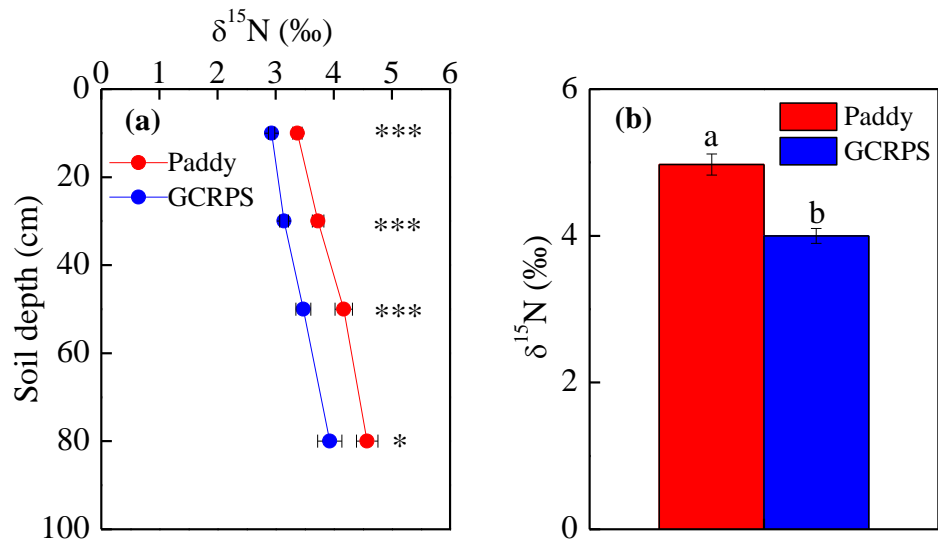 δ¹⁵N (‰)
0 1 2 3 4 5 6
0
20
40
60
80
100
Soil depth (cm)
(a)
Paddy
GCRPS
***
***
***
*
6
4
2
0
δ¹⁵N (‰)
(b)
Paddy
GCRPS
a
b